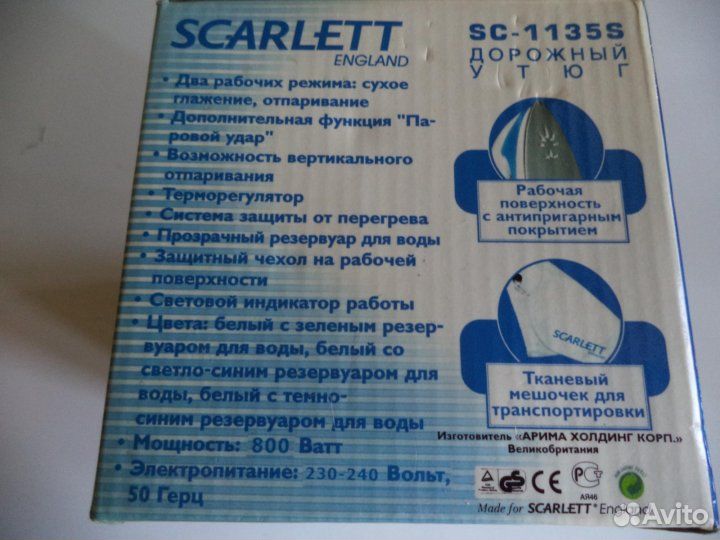 SCARLETT
ENGLAND
• Два рабочих режима: сухое
глажение, отпаривание
• Дополнительная функция "Па-
ровой удар"
• Возможность вертикального
отпаривания
• Терморегулятор
• Система защиты от перегрева
• Прозрачный резервуар для воды
• Защитный чехол на рабочей
поверхности
• Световой индикатор работы
• Цвета: белый с зеленым резер-
вуаром для воды, белый со
светло-синим резервуаром для
воды, белый с темно-
синим резервуаром для воды
• Мощность: 800 Ватт
• Электропитание: 230-240 Вольт,
50 Герц
SC-1135S
ДОРОЖНЫЙ
УТЮГ
Рабочая
поверхность
с антипригарным
покрытием
SCARLETT
Тканевый
мешочек для
транспортировки
Изготовитель «АРИМА ХОЛДИНГ КОРП.»
Великобритания
CE
АЯ46
Made for SCARLETT® England
Avito